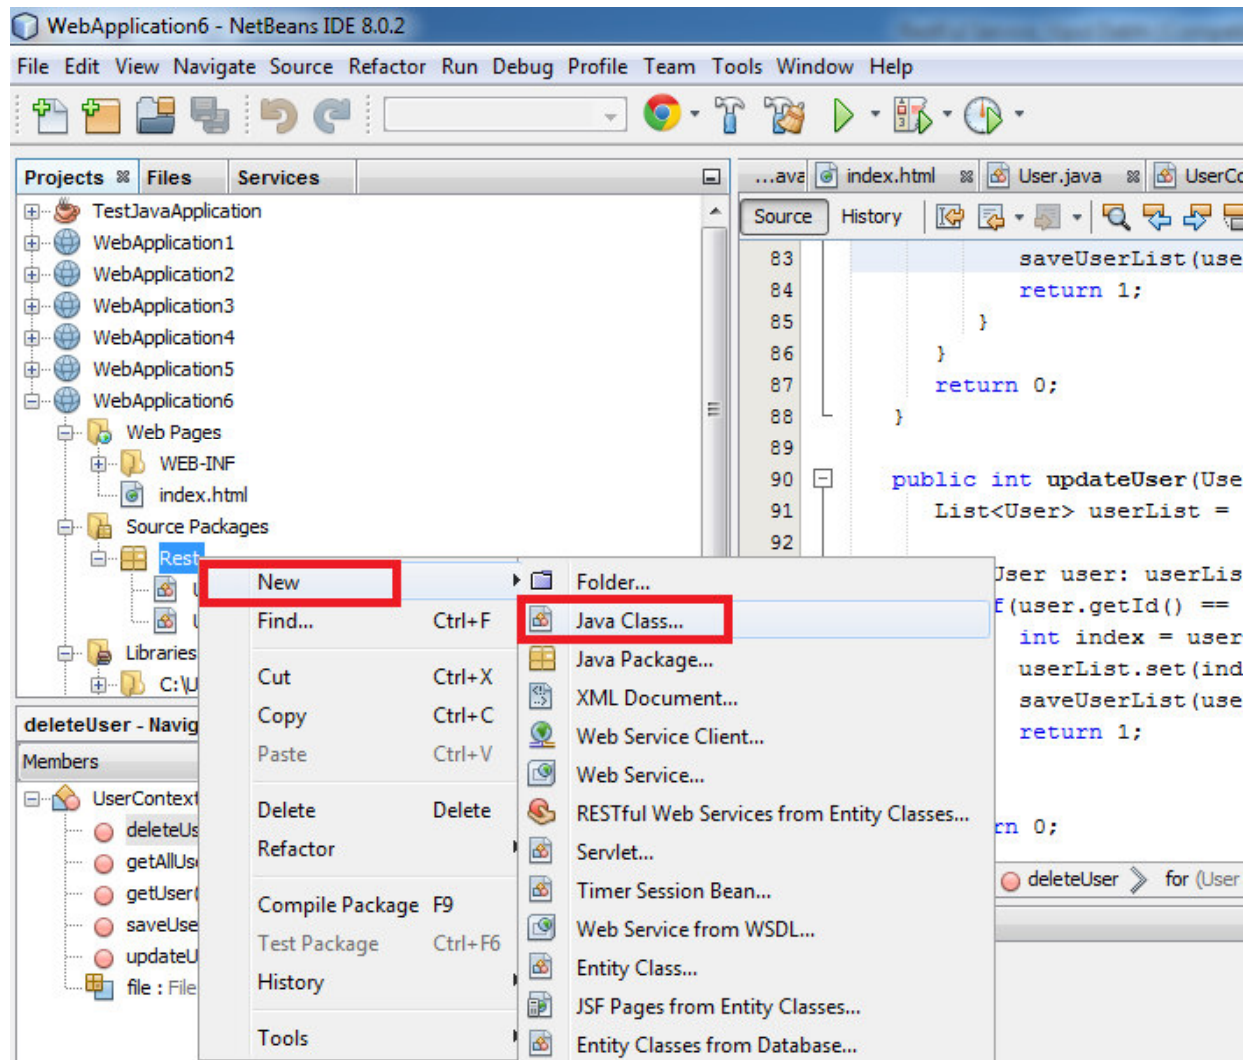 WebApplication6 - NetBeans IDE 8.0.2
File Edit View Navigate Source Refactor Run Debug Profile Team Tools Window Help
Projects Files Services
TestJavaApplication
WebApplication1
WebApplication2
WebApplication3
WebApplication4
WebApplication5
WebApplication6
Web Pages
WEB-INF
index.html
Source Packages
Rest
Libraries
C:\U
deleteUser - Navig
Members
UserContext
deleteUs
getAllUse
getUser(
saveUse
updateU
file : File
New
Find... Ctrl+F
Cut Ctrl+X
Copy Ctrl+C
Paste Ctrl+V
Delete Delete
Refactor
Compile Package F9
Test Package Ctrl+F6
History
Tools
Folder...
Java Class...
Java Package...
XML Document...
Web Service Client...
Web Service...
RESTful Web Services from Entity Classes...
Servlet...
Timer Session Bean...
Web Service from WSDL...
Entity Class...
JSF Pages from Entity Classes...
Entity Classes from Database...
...ava index.html User.java UserCo
Source History
83 saveUserList(use
84 return 1;
85 }
86 }
87 return 0;
88 }
89
90 public int updateUser(Use
91 List<User> userList =
92
User user: userLis
f(user.getId() ==
int index = user
userList.set(ind
saveUserList(use
return 1;
rn 0;
deleteUser for (User